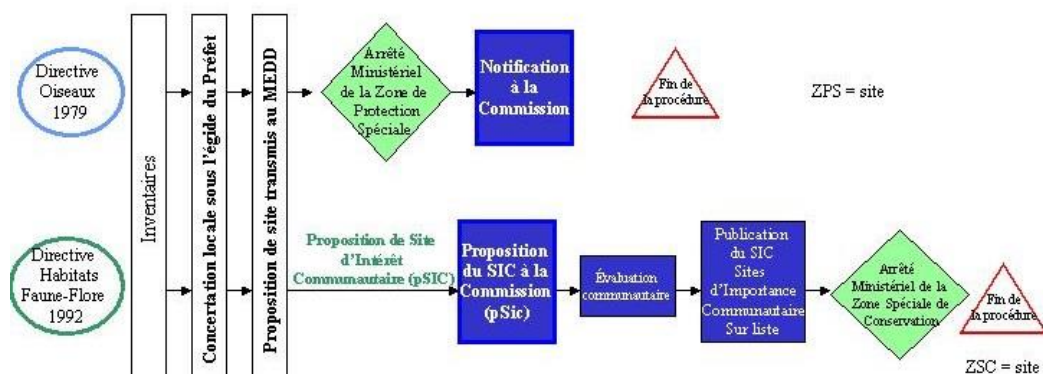 Directive
Oiseaux
1979
Directive
Habitats
Faune-Flore
1992
Inventaires
Concertation locale sous l'égide du Préfet
Proposition de site transmis au MEDD
Arrêté
Ministériel
de la Zone de
Protection
Spéciale
Notification
à la
Commission
Fin de
la procédure
ZPS = site
Proposition de Site
d'Intérêt
Communautaire (pSIC)
Proposition
du SIC à la
Commission
(pSic)
Évaluation
communautaire
Publication
du SIC
Sites
d'Importance
Communautaire
Sur liste
Arrêté
Ministériel de la
Zone Spéciale de
Conservation
Fin de
la procédure
ZSC = site